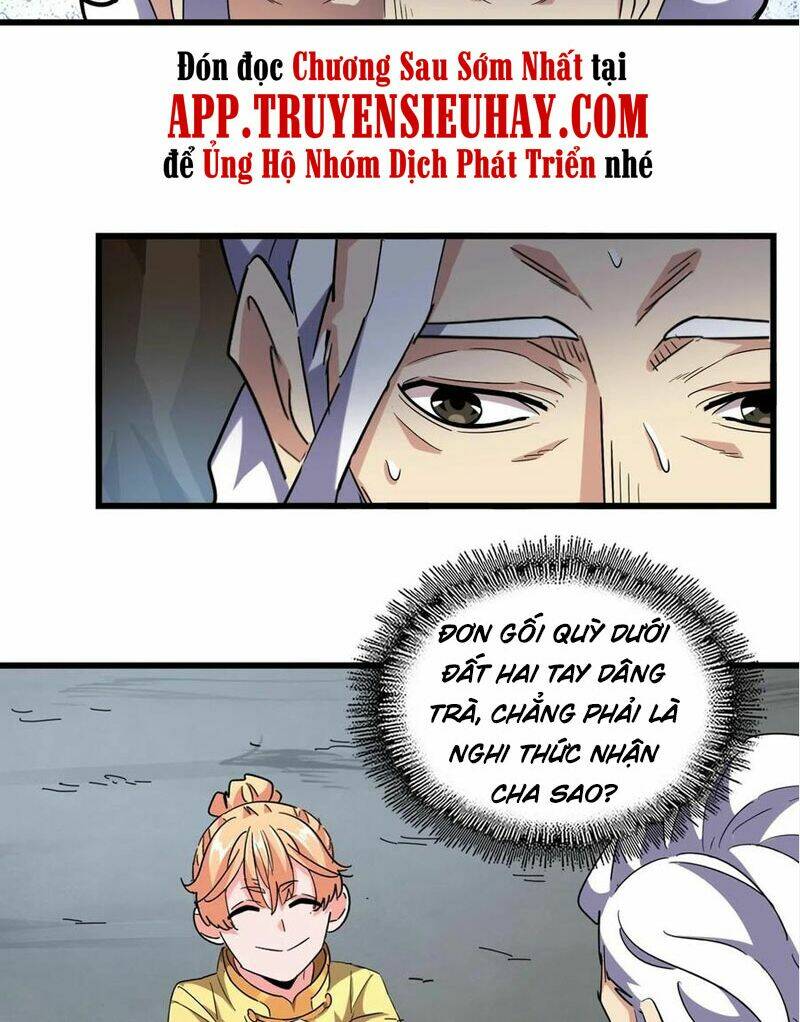 Đón đọc Chương Sau Sớm Nhất tại
APP.TRUYENSIEUHAY.COM
để Ủng Hộ Nhóm Dịch Phát Triển nhé
ĐƠN GỐI QUỲ DƯỚI
ĐẤT HAI TAY DÂNG
TRÀ, CHẲNG PHẢI LÀ
NGHI THỨC NHẬN
CHA SAO?